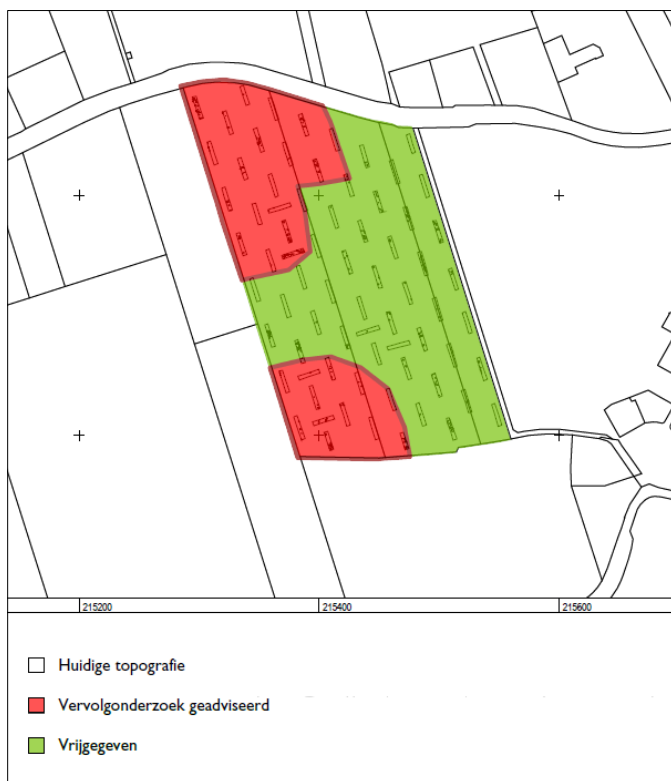 215200
215400
215600
Huidige topografie
Vervolgonderzoek geadviseerd
Vrijgegeven